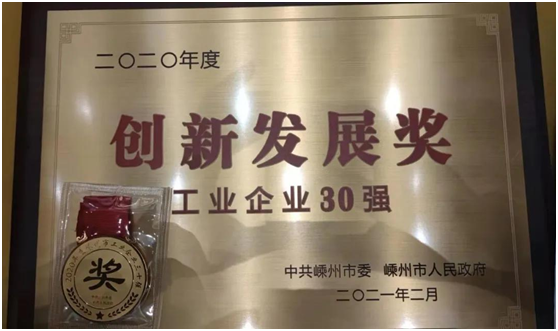 二〇二〇年度
创新发展奖
工业企业30强
中共嵊州市委 嵊州市人民政府
二〇二一年二月
奖